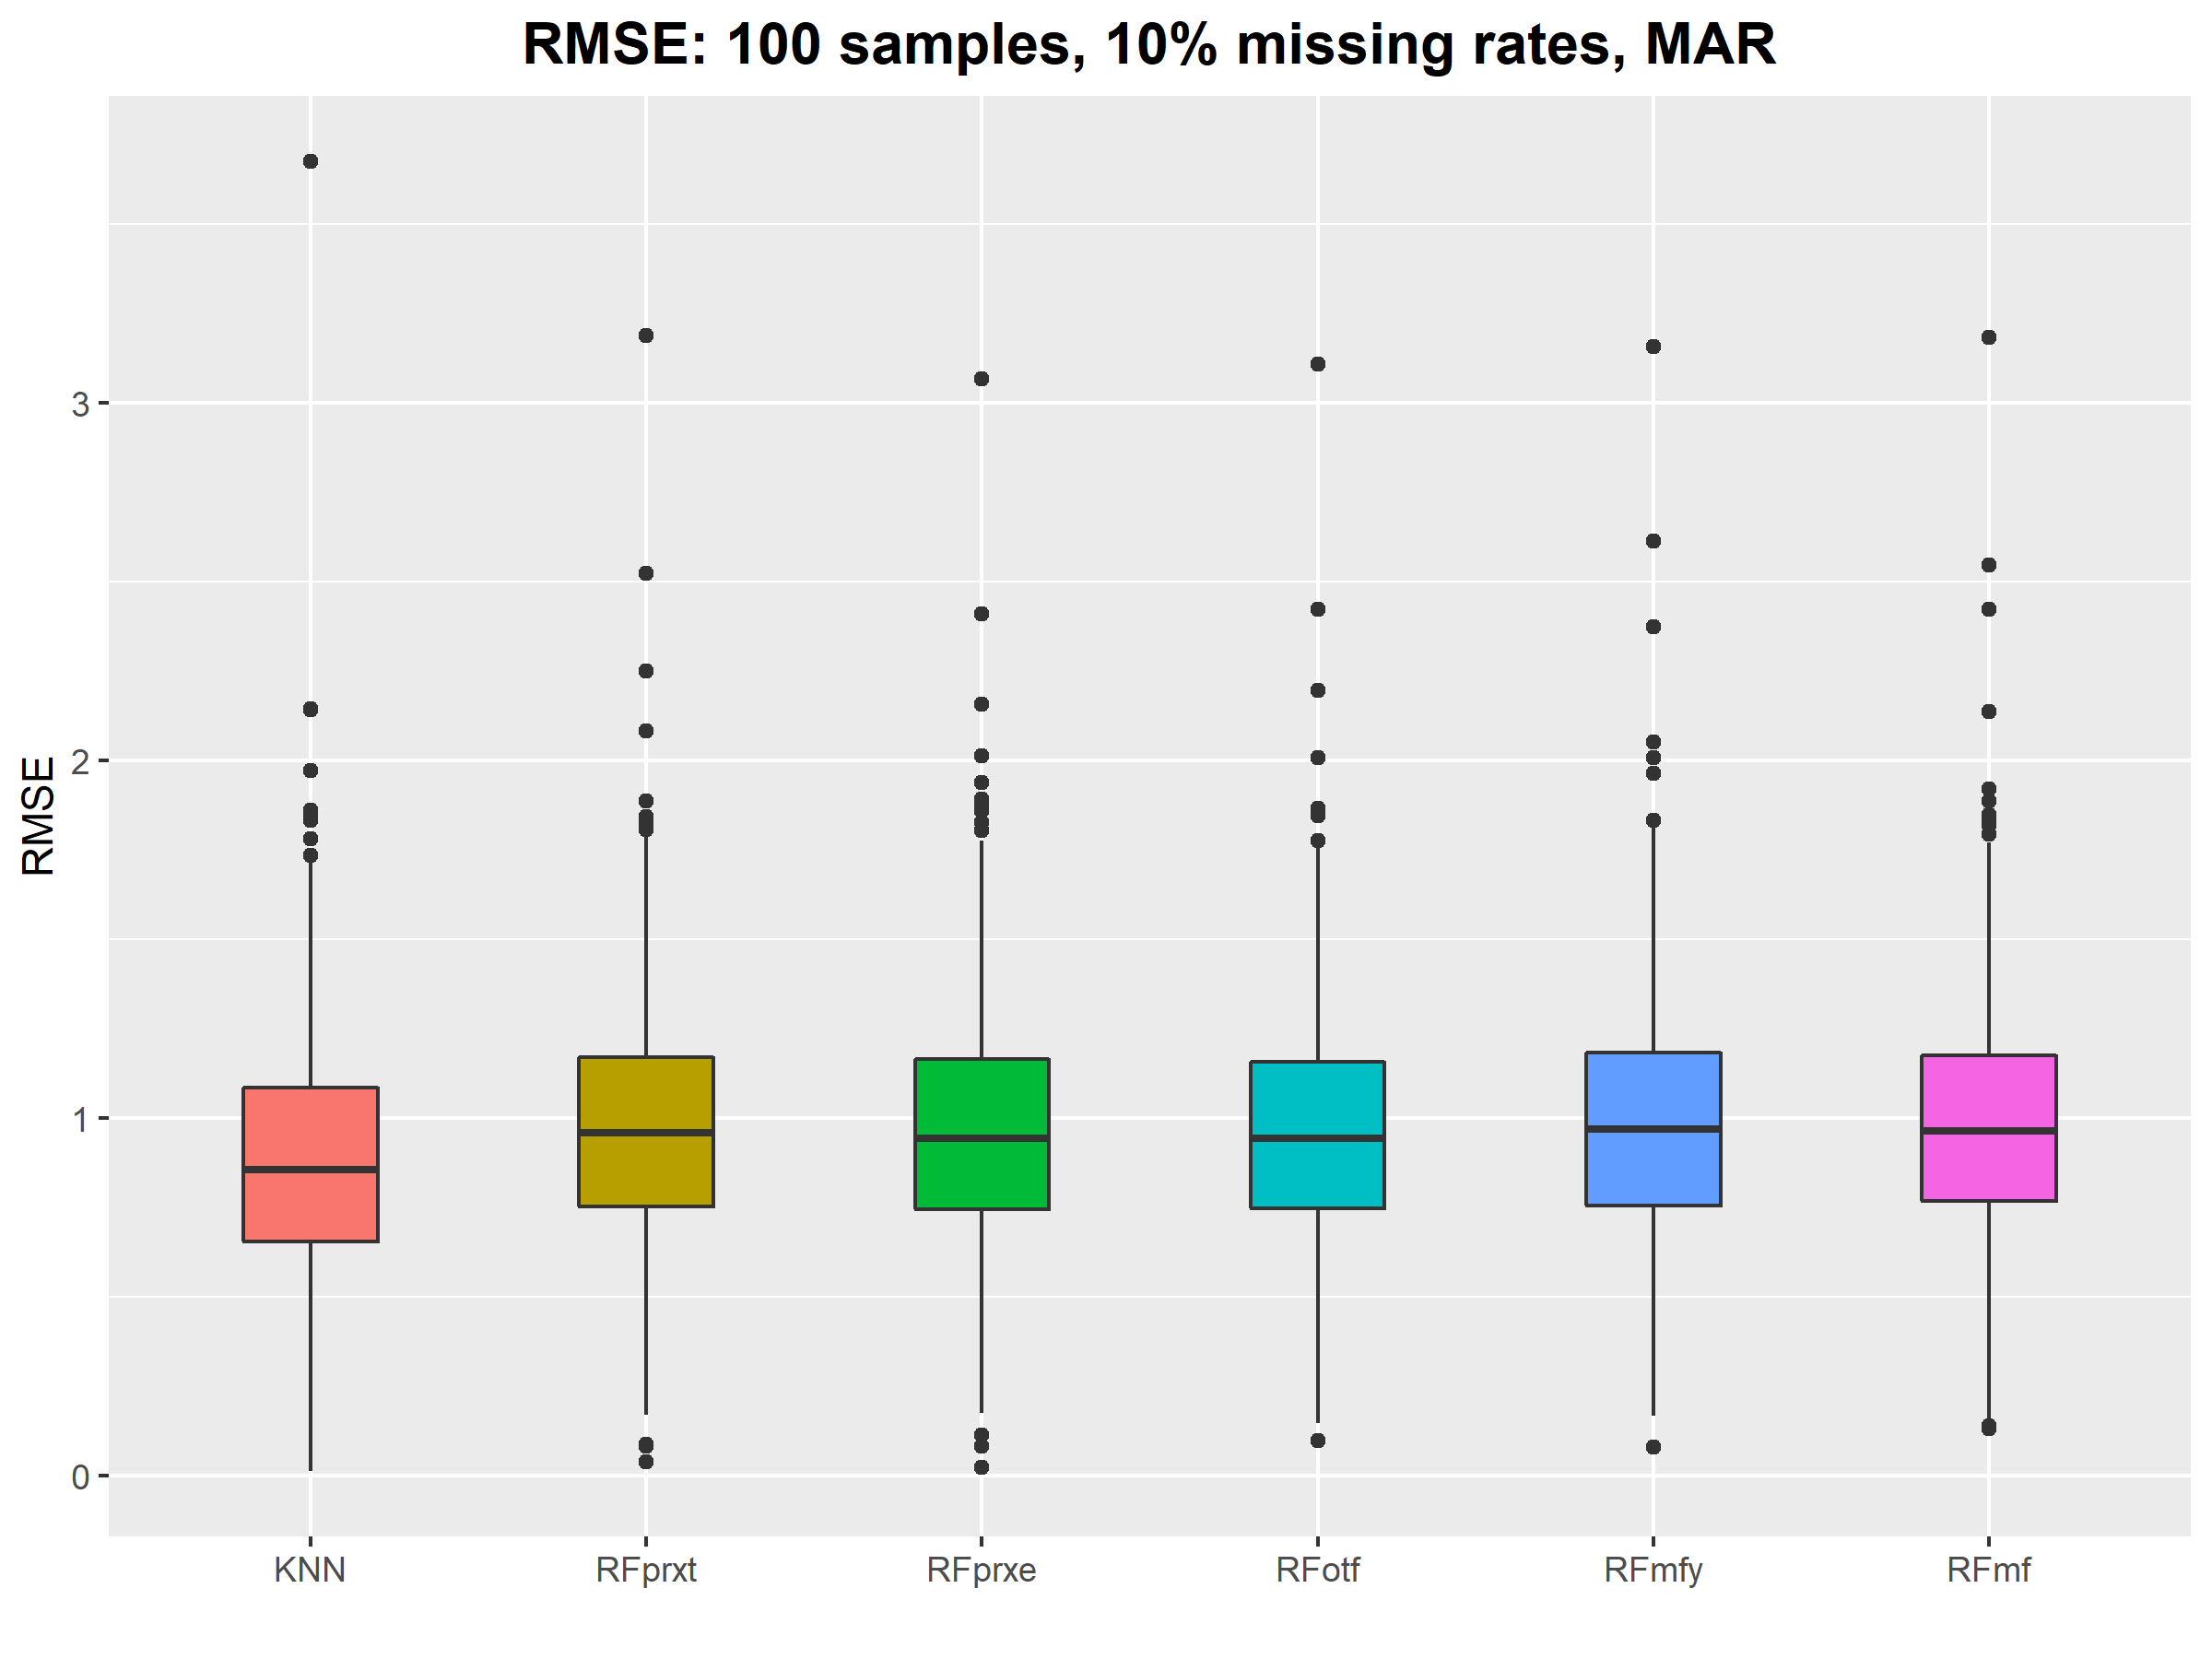 RMSE: 100 samples, 10% missing rates, MAR
RMSE
3
2
1
0
KNN RFprxt RFprxe RFotf RFmfy RFmf